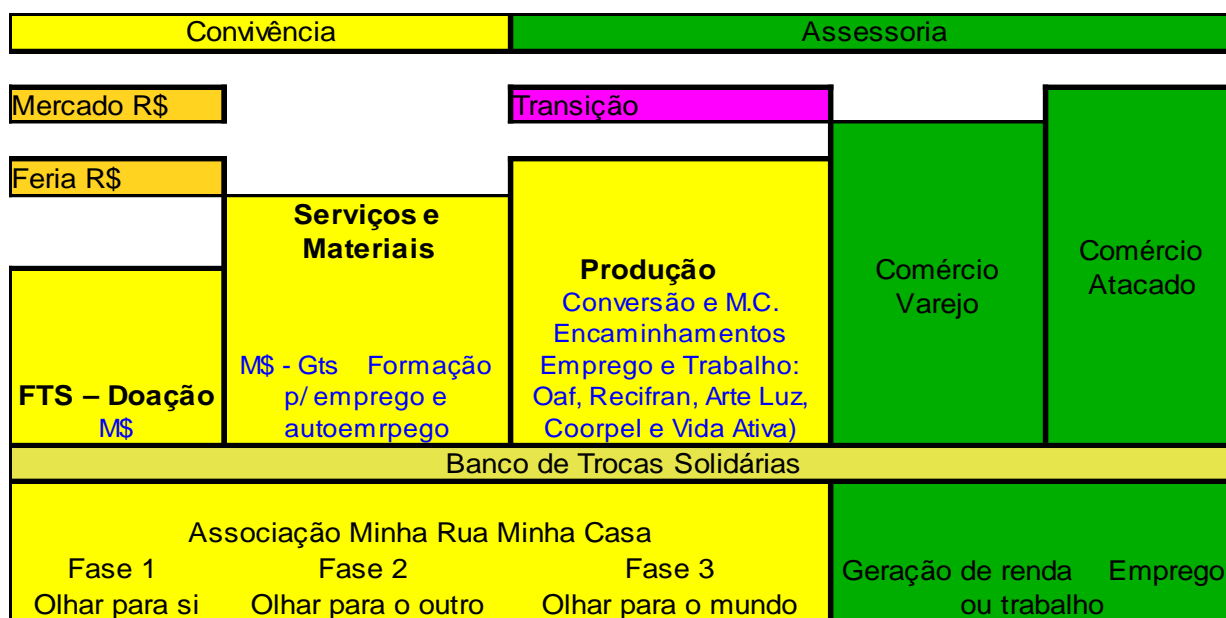 Convivência
Assessoria
Mercado R$
Transição
Feria R$
Serviços e
Materiais
M$ - Gts Formação
p/ emprego e
autoemrpego
Produção
Conversão e M.C.
Encaminhamentos
Emprego e Trabalho:
Oaf, Recifran, Arte Luz,
Coorpel e Vida Ativa)
Comércio
Varejo
Comércio
Atacado
FTS – Doação
M$
Banco de Trocas Solidárias
Associação Minha Rua Minha Casa
Fase 1
Olhar para si
Fase 2
Olhar para o outro
Fase 3
Olhar para o mundo
Geração de renda Emprego
ou trabalho